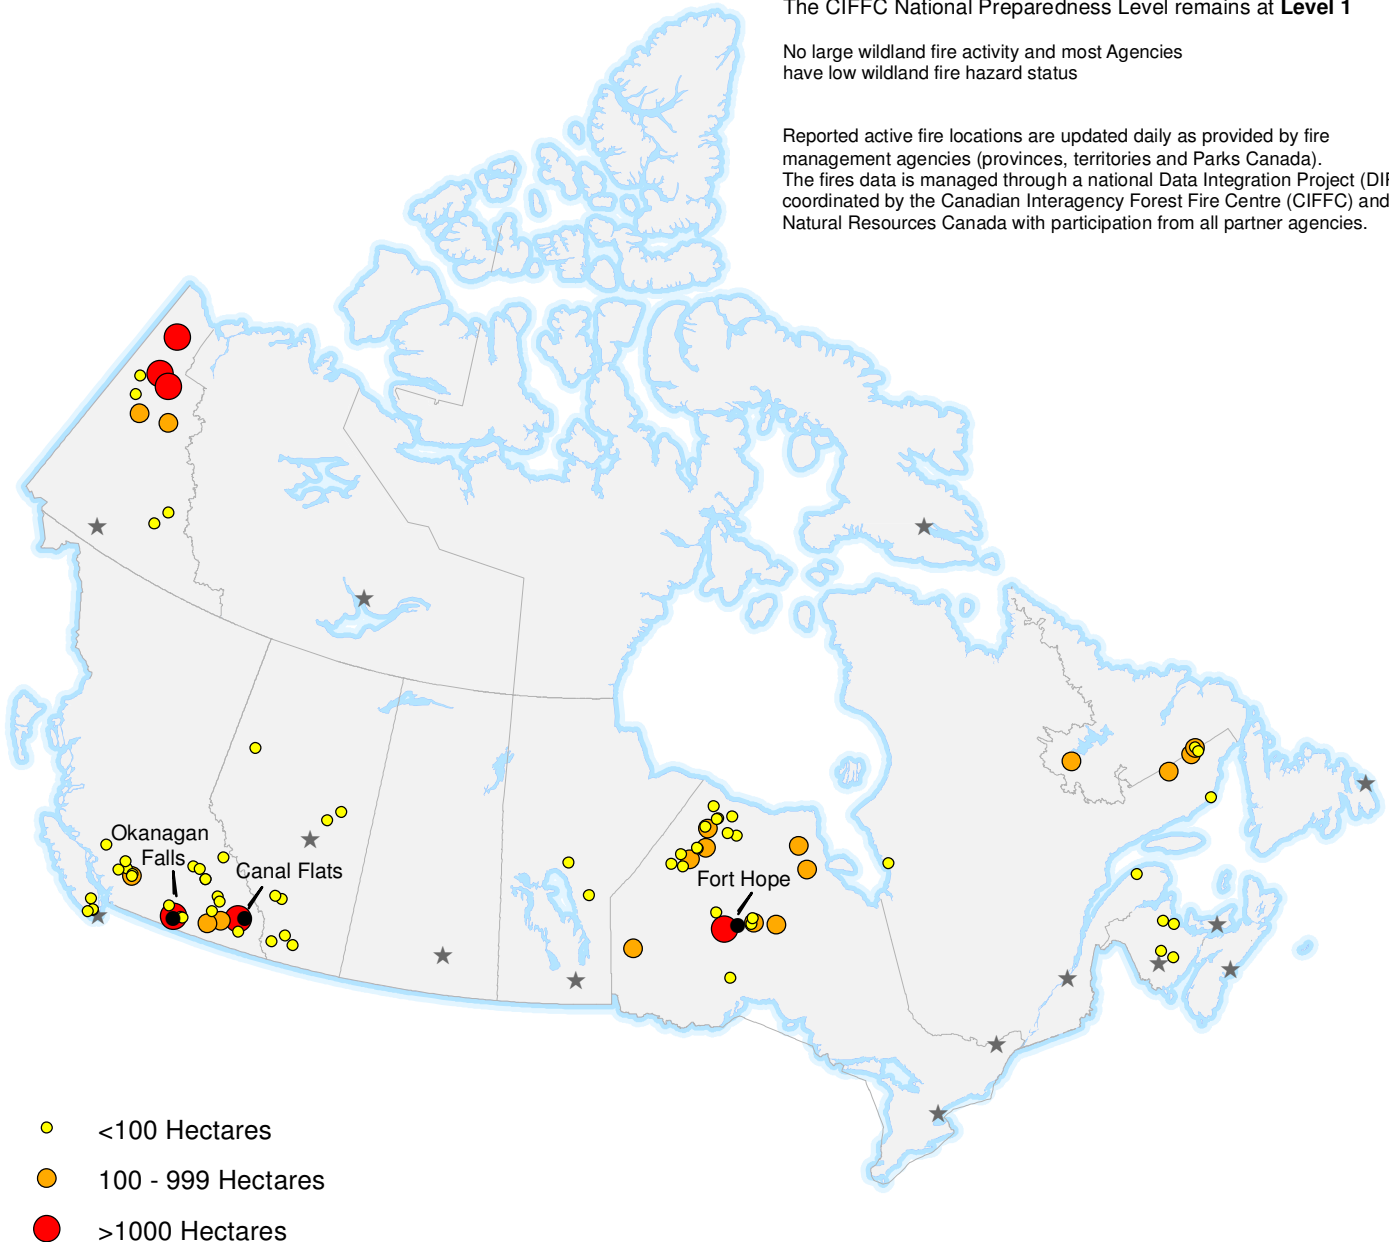 The CIFFC National Preparedness Level remains at Level 1
No large wildland fire activity and most Agencies
have low wildland fire hazard status
Reported active fire locations are updated daily as provided by fire
management agencies (provinces, territories and Parks Canada).
The fires data is managed through a national Data Integration Project (DIF
coordinated by the Canadian Interagency Forest Fire Centre (CIFFC) and
Natural Resources Canada with participation from all partner agencies.
Okanagan
Falls
Canal Flats
Fort Hope
<100 Hectares
100 - 999 Hectares
>1000 Hectares